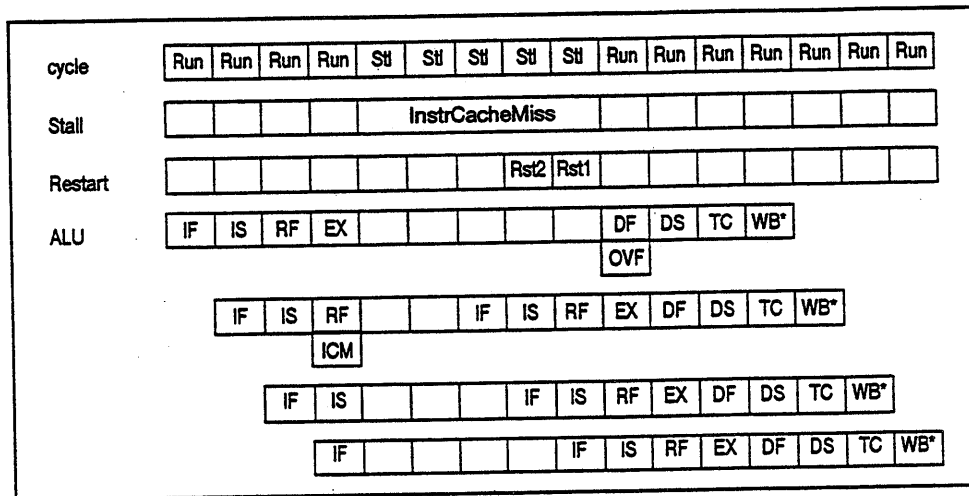 cycle Run Run Run Run Stl Stl Stl Stl Stl Run Run Run Run Run Run Run
Stall InstrCacheMiss
Restart Rst2 Rst1
ALU IF IS RF EX DF DS TC WB*
OVF
IF IS RF IF IS RF EX DF DS TC WB*
ICM
IF IS IF IS RF EX DF DS TC WB*
IF IF IS RF EX DF DS TC WB*